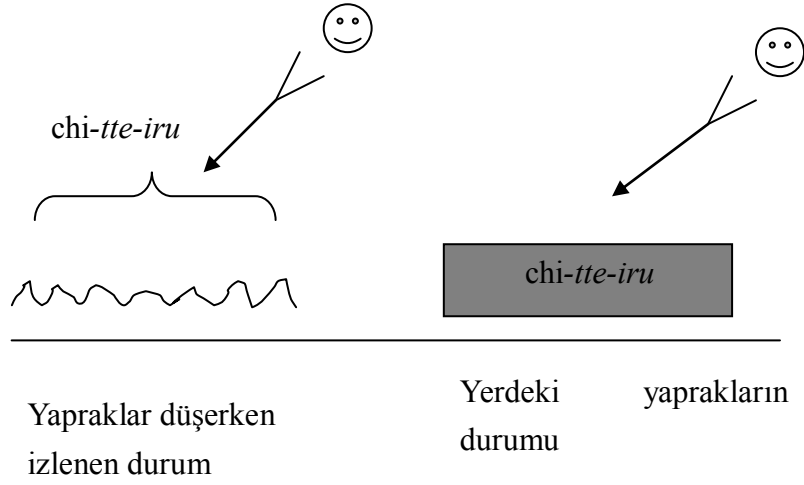 chi-tte-iru
chi-tte-iru
Yapraklar düşerken
izlenen durum
Yerdeki yaprakların
durumu